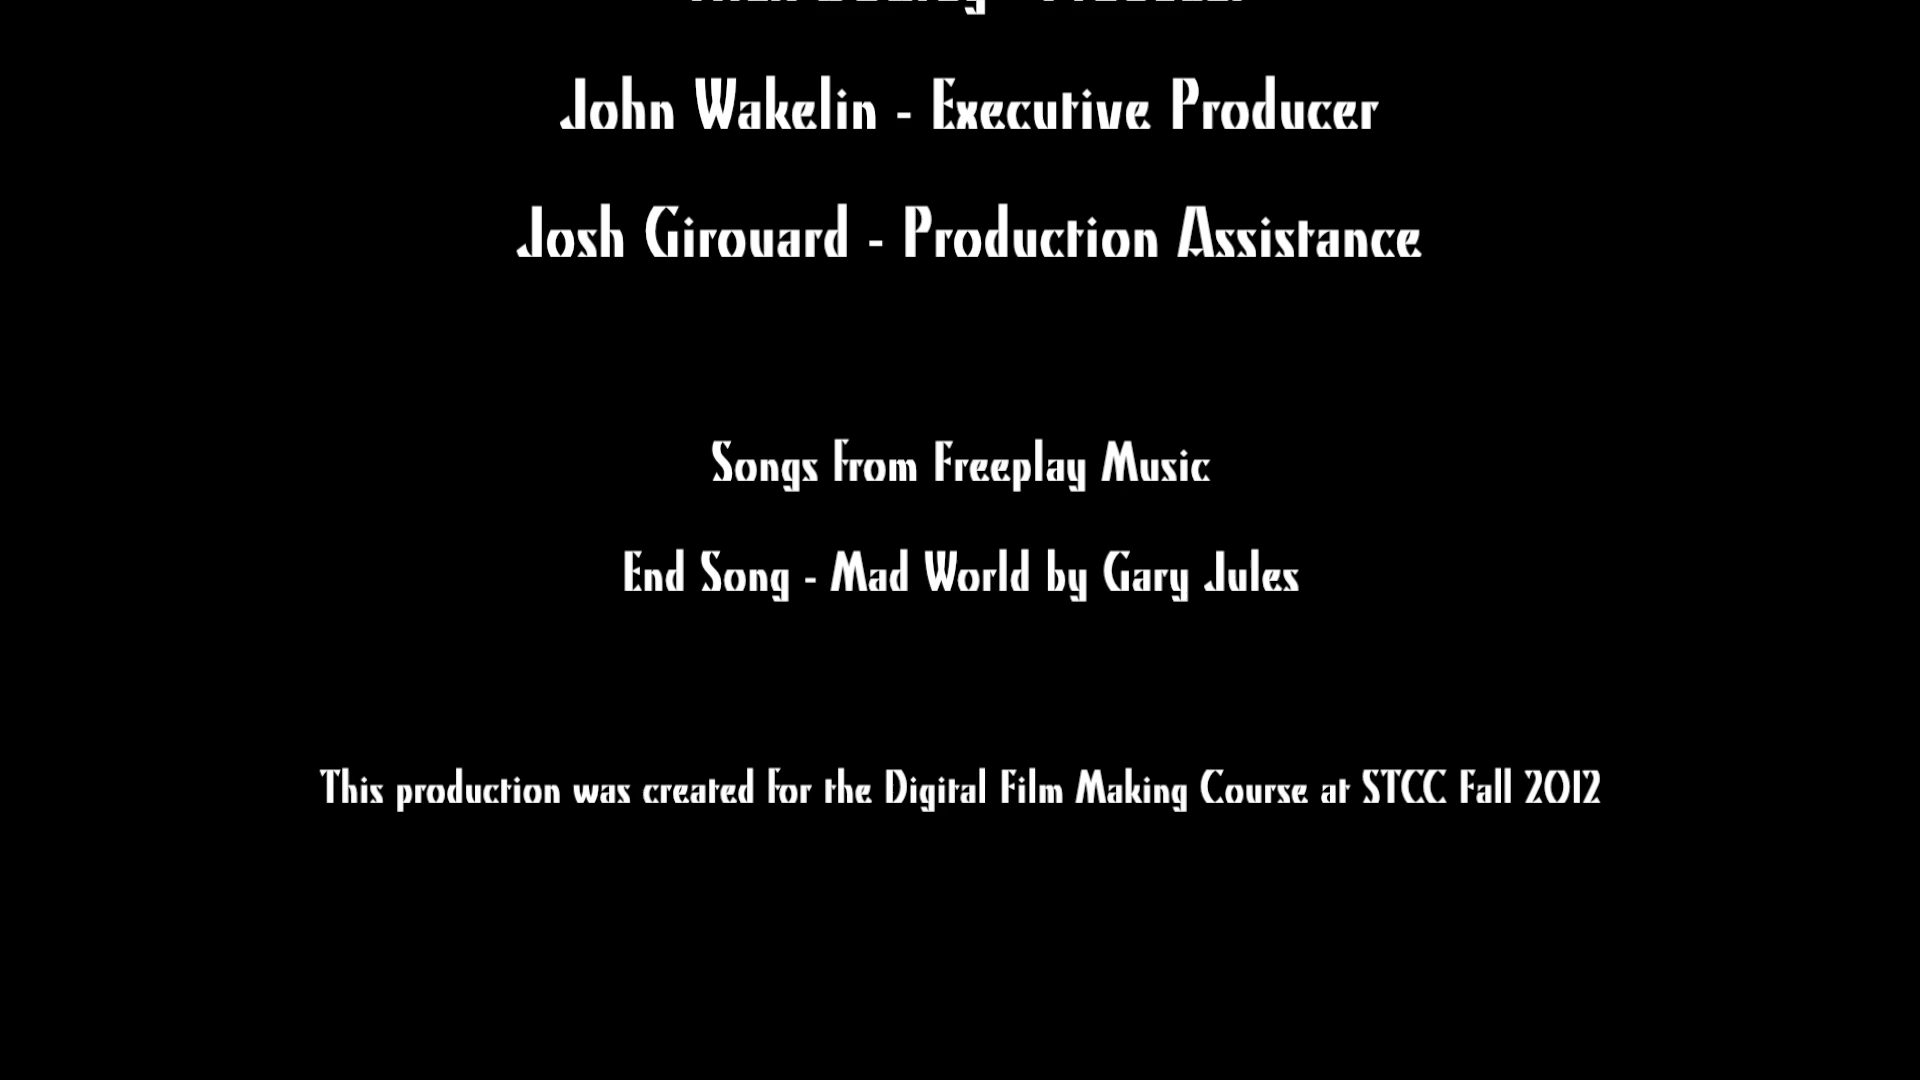 Producer
John Wakelin - Executive Producer
Josh Girouard - Production Assistance
Songs from Freeplay Music
End Song - Mad World by Gary Jules
This production was created for the Digital Film Making Course at STCC Fall 2012